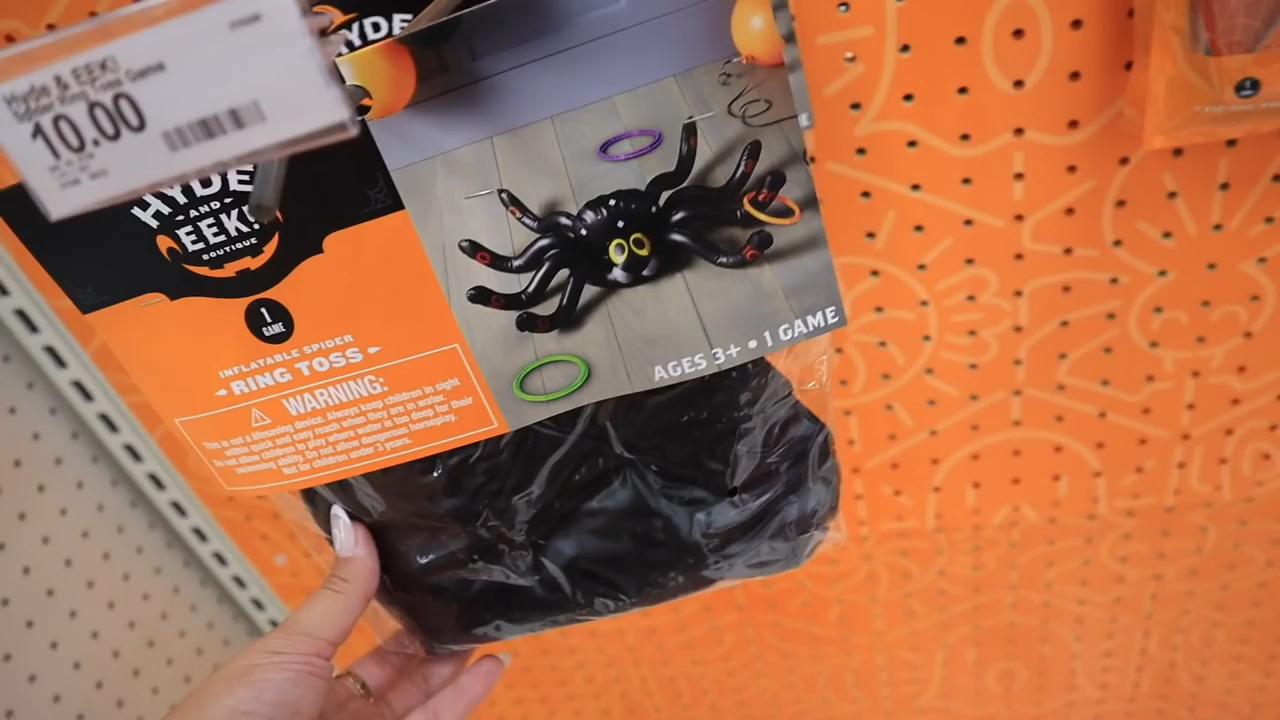 YDE
Hyde & EEK!
Spider Ring Toss Game
10.00
HYDE
AND
EEK!
BOUTIQUE
1
GAME
INFLATABLE SPIDER
RING TOSS
WARNING:
This is not a lifesaving device. Always keep children in sight
within quick and easy reach when they are in water.
Do not allow children to play where water is too deep for their
swimming ability. Do not allow dangerous horseplay.
Not for children under 3 years.
AGES 3+ • 1 GAME